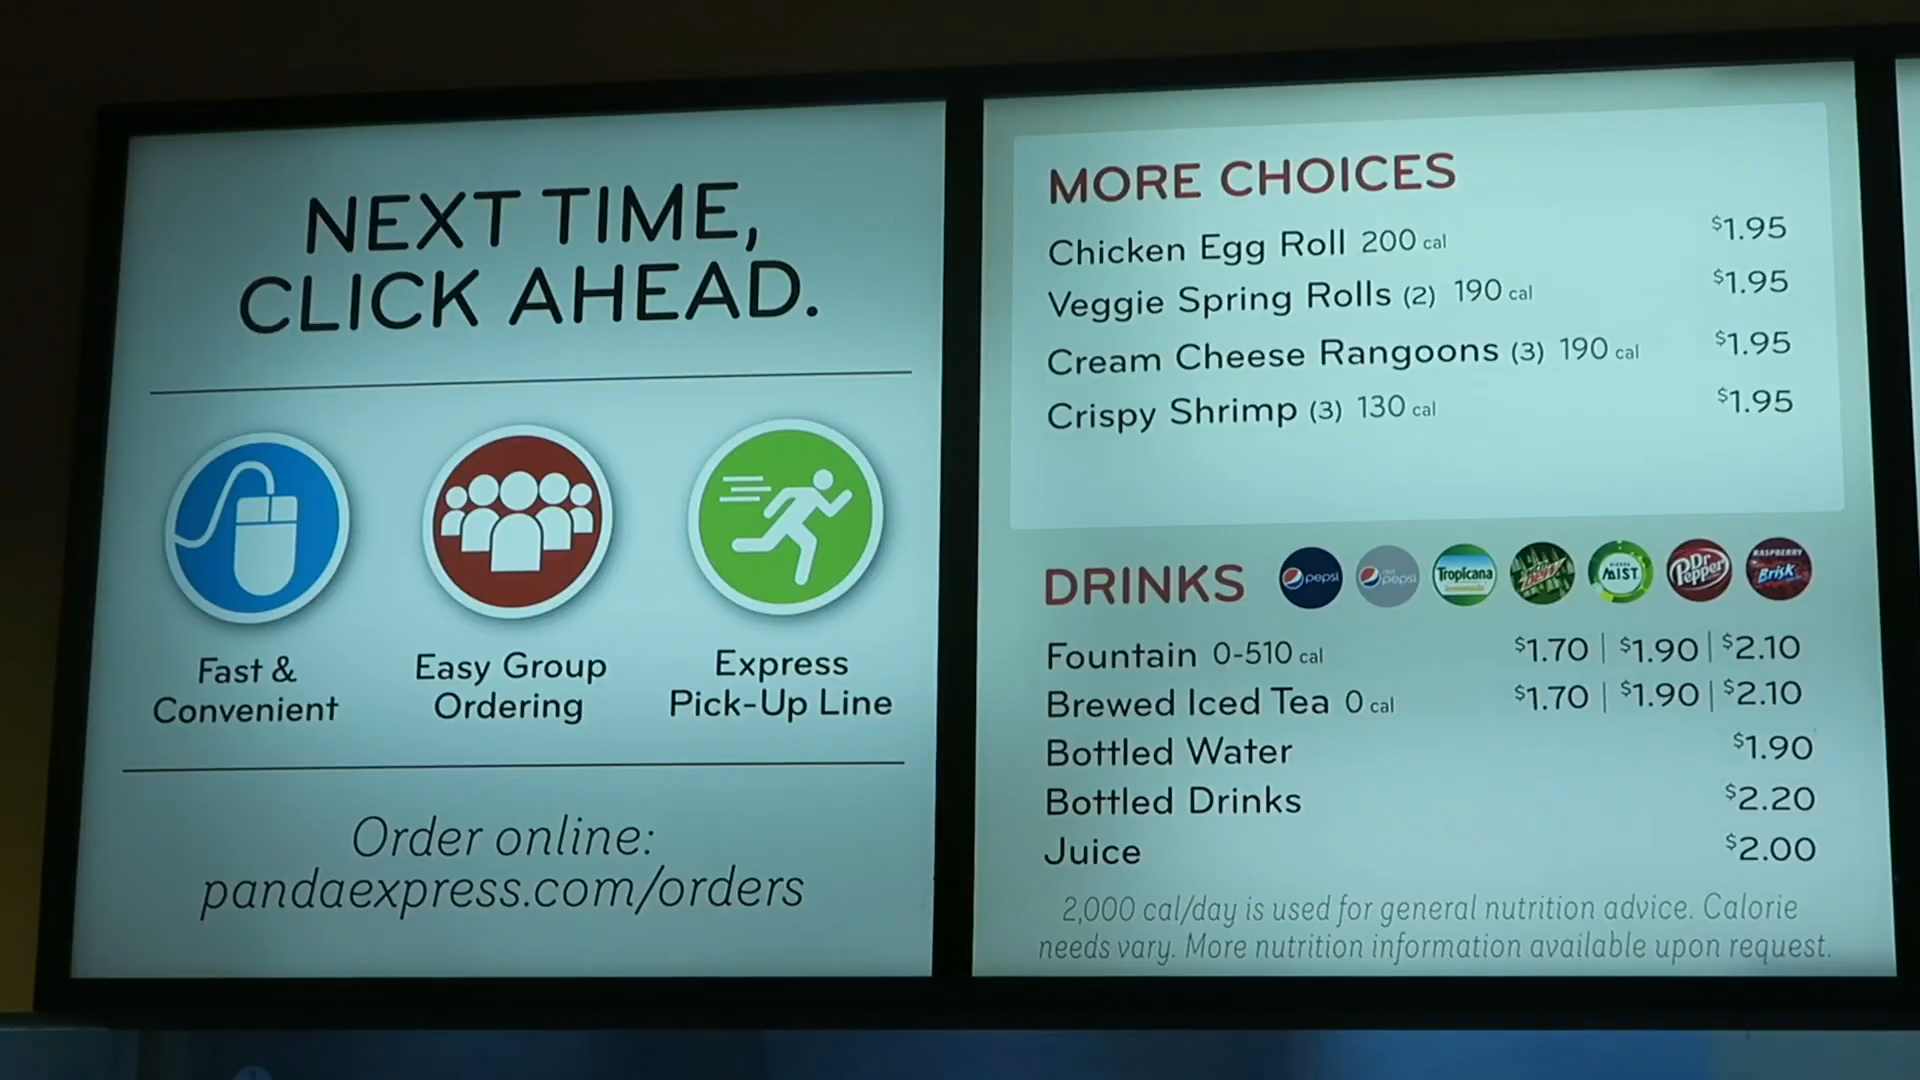 NEXT TIME,
CLICK AHEAD.
Fast &
Convenient
Easy Group
Ordering
Express
Pick-Up Line
Order online:
pandaexpress.com/orders
MORE CHOICES
Chicken Egg Roll 200 cal $1.95
Veggie Spring Rolls (2) 190 cal $1.95
Cream Cheese Rangoons (3) 190 cal $1.95
Crispy Shrimp (3) 130 cal $1.95
DRINKS pepsi pepsi Tropicana MIST Dr Pepper RASPBERRY Brisk
Fountain 0-510 cal $1.70 | $1.90 | $2.10
Brewed Iced Tea 0 cal $1.70 | $1.90 | $2.10
Bottled Water $1.90
Bottled Drinks $2.20
Juice $2.00
2,000 cal/day is used for general nutrition advice. Calorie
needs vary. More nutrition information available upon request.